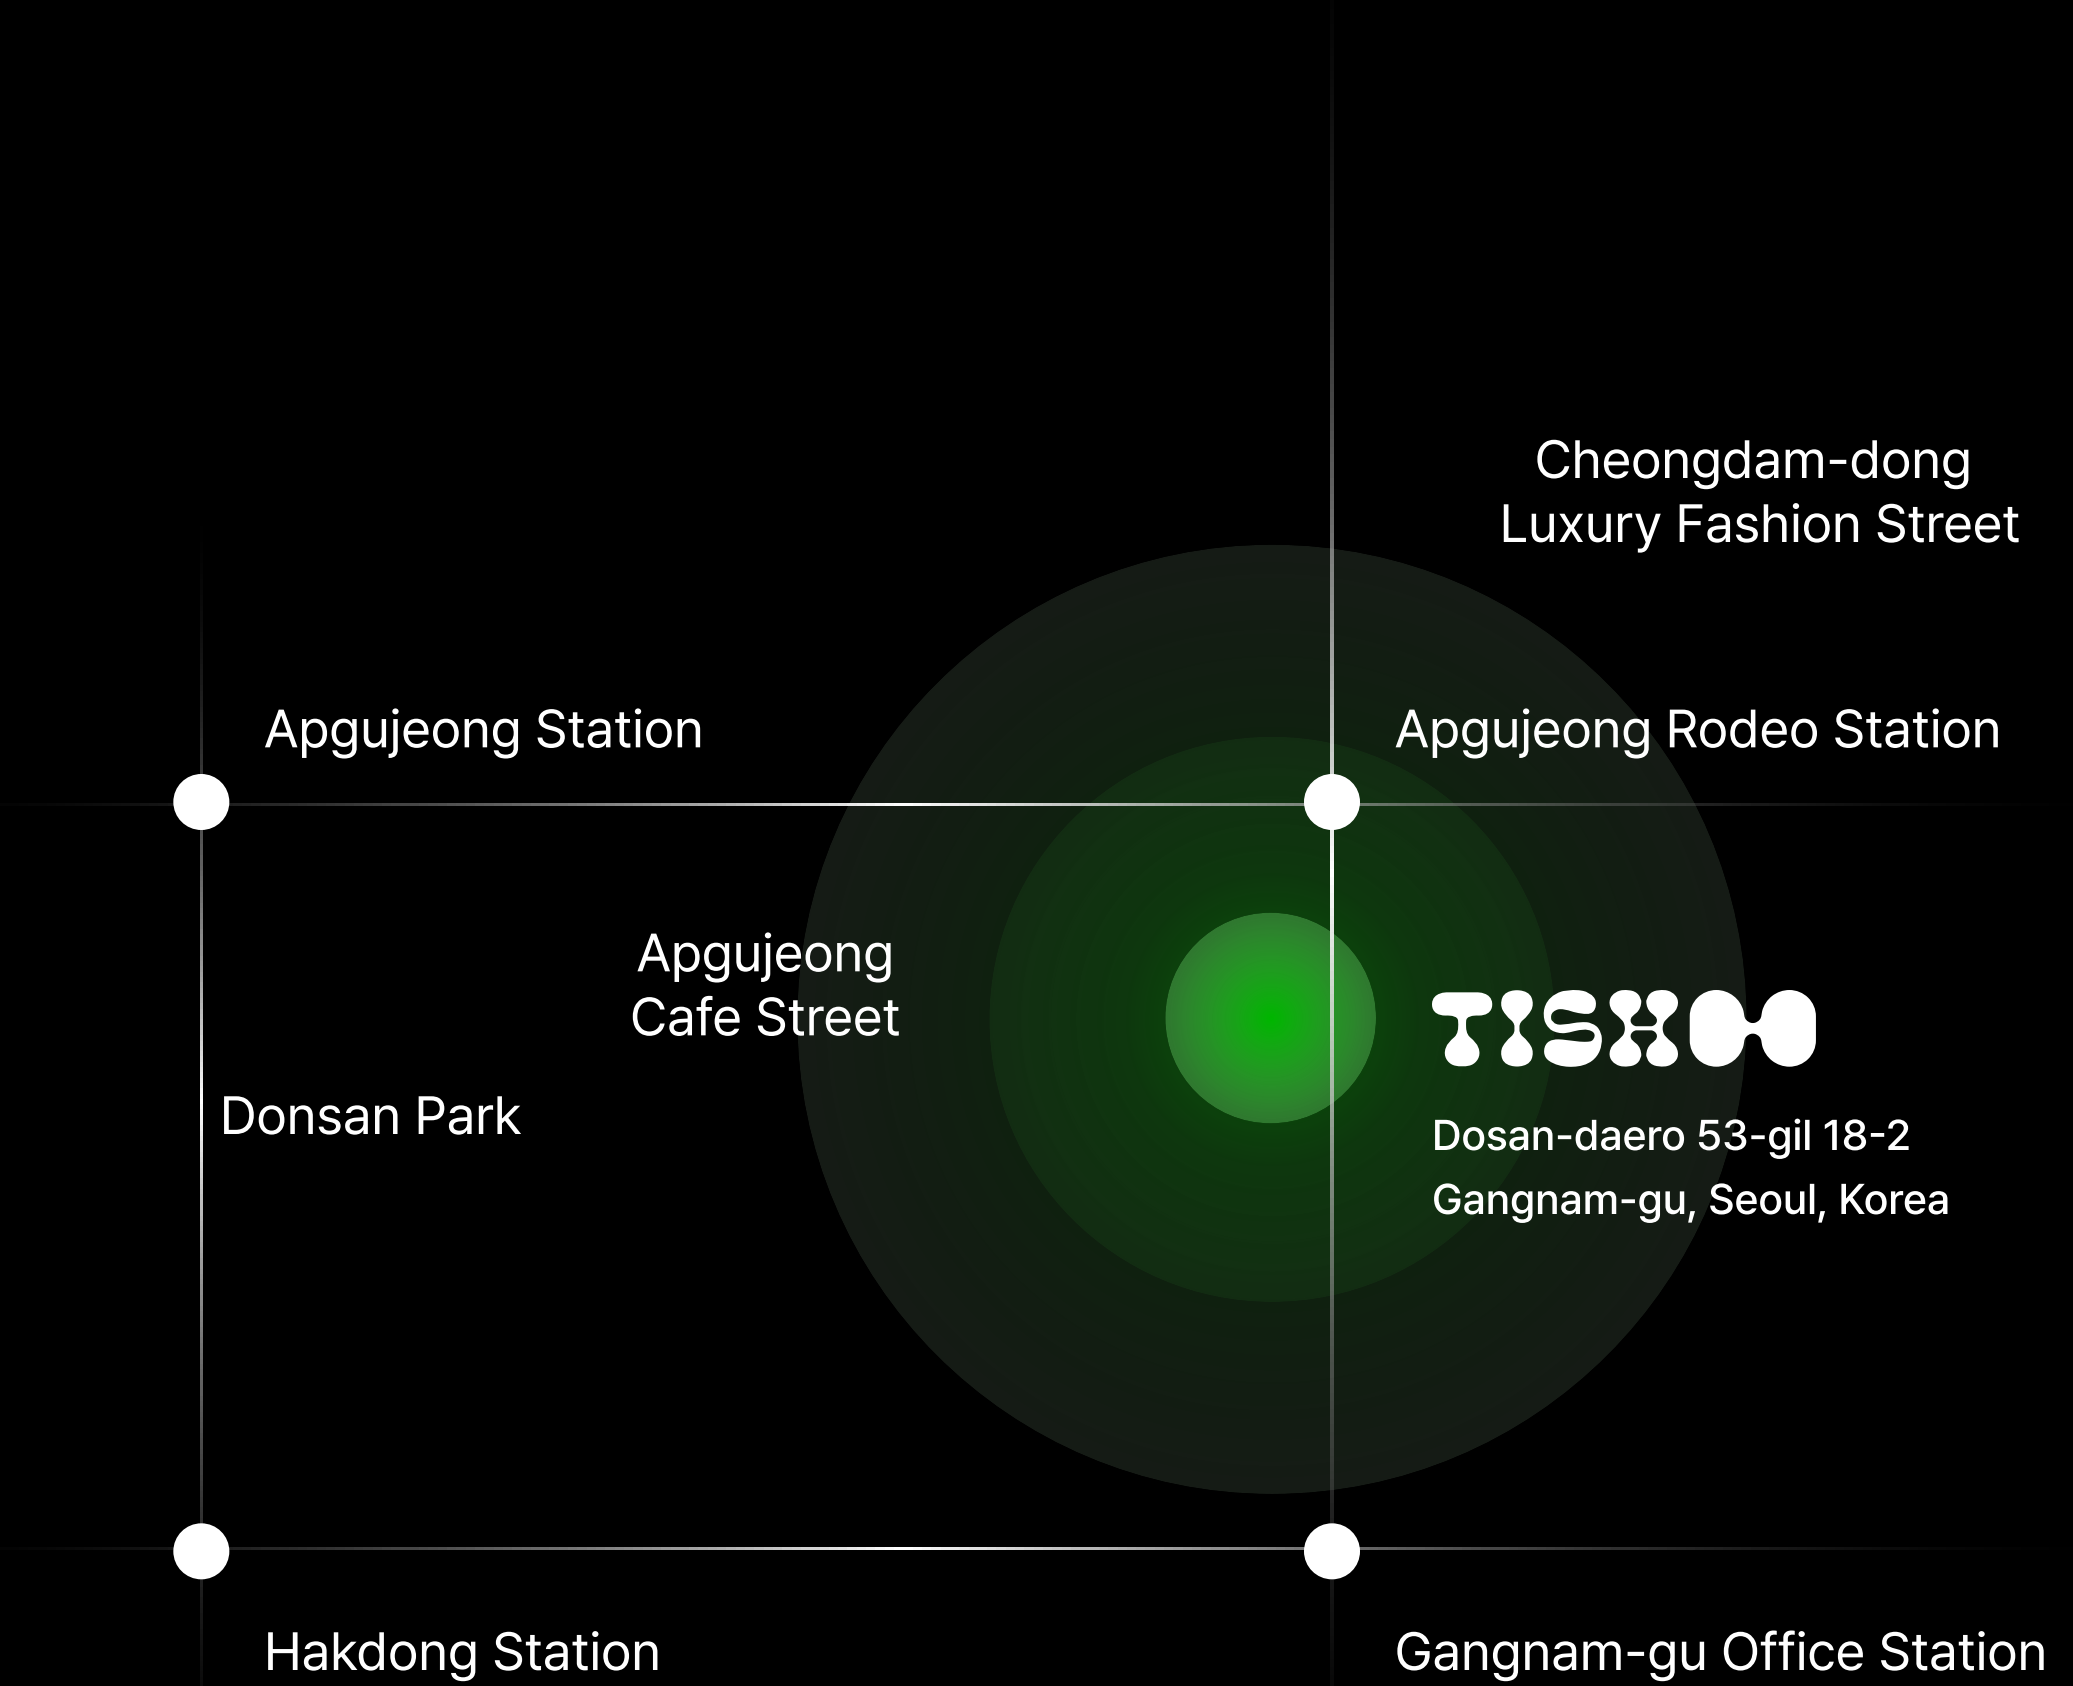 Cheongdam-dong
Luxury Fashion Street
Apgujeong Station
Apgujeong Rodeo Station
Apgujeong
Cafe Street
TISH
Donsan Park
Dosan-daero 53-gil 18-2
Gangnam-gu, Seoul, Korea
Hakdong Station
Gangnam-gu Office Station